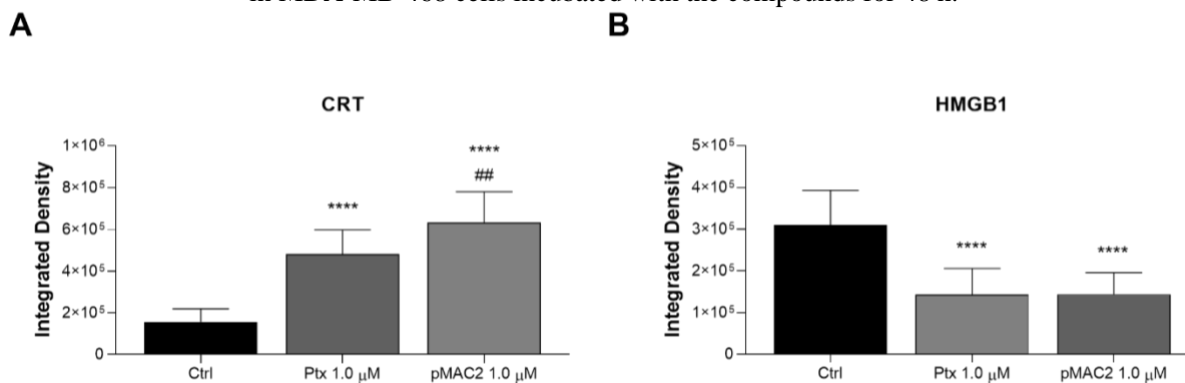 in MDA-MB-468 cells incubated with the compounds for 48 h.
A
CRT
Integrated Density
1×10⁶
8×10⁵
6×10⁵
4×10⁵
2×10⁵
0
****
****
##
Ctrl
Ptx 1.0 μM
pMAC2 1.0 μM
B
HMGB1
Integrated Density
5×10⁵
4×10⁵
3×10⁵
2×10⁵
1×10⁵
0
****
****
Ctrl
Ptx 1.0 μM
pMAC2 1.0 μM